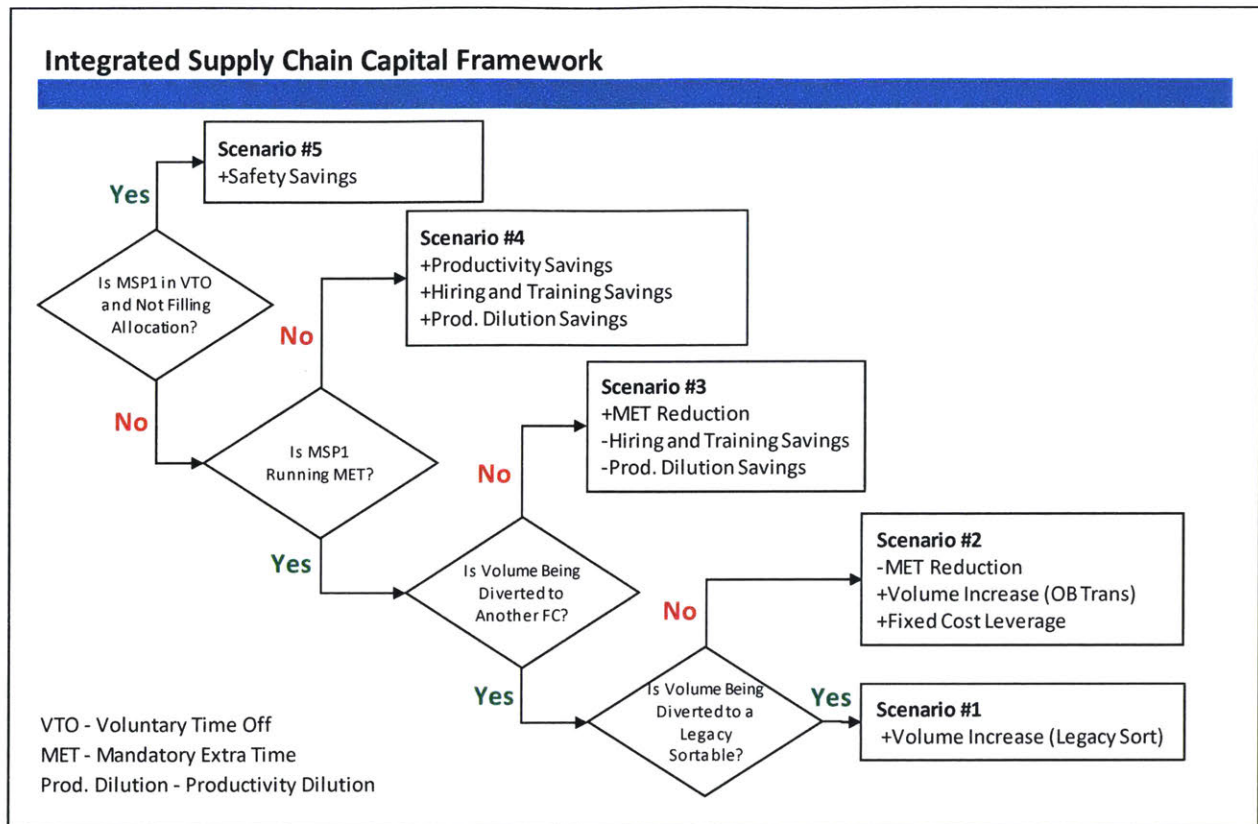 Integrated Supply Chain Capital Framework
Scenario #5
+Safety Savings
Yes
Is MSP1 in VTO
and Not Filling
Allocation?
No
Scenario #4
+Productivity Savings
+Hiring and Training Savings
+Prod. Dilution Savings
No
Is MSP1
Running MET?
Yes
Scenario #3
+MET Reduction
-Hiring and Training Savings
-Prod. Dilution Savings
No
Is Volume Being
Diverted to
Another FC?
Yes
Scenario #2
-MET Reduction
+Volume Increase (OB Trans)
+Fixed Cost Leverage
No
Is Volume Being
Diverted to a
Legacy
Sortable?
Yes
Scenario #1
+Volume Increase (Legacy Sort)
VTO - Voluntary Time Off
MET - Mandatory Extra Time
Prod. Dilution - Productivity Dilution